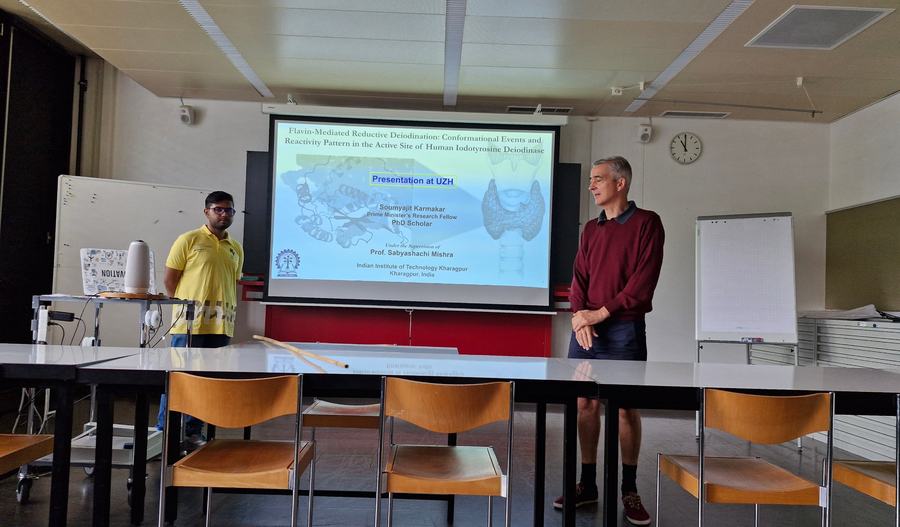 Flavin-Mediated Reductive Deiodination: Conformational Events and
Reactivity Pattern in the Active Site of Human Iodotyrosine Deiodinase
Presentation at UZH
Soumyajit Karmakar
Prime Minister's Research Fellow
PhD Scholar
Under the Supervision of
Prof. Sabyashachi Mishra
Indian Institute of Technology Kharagpur
Kharagpur, India